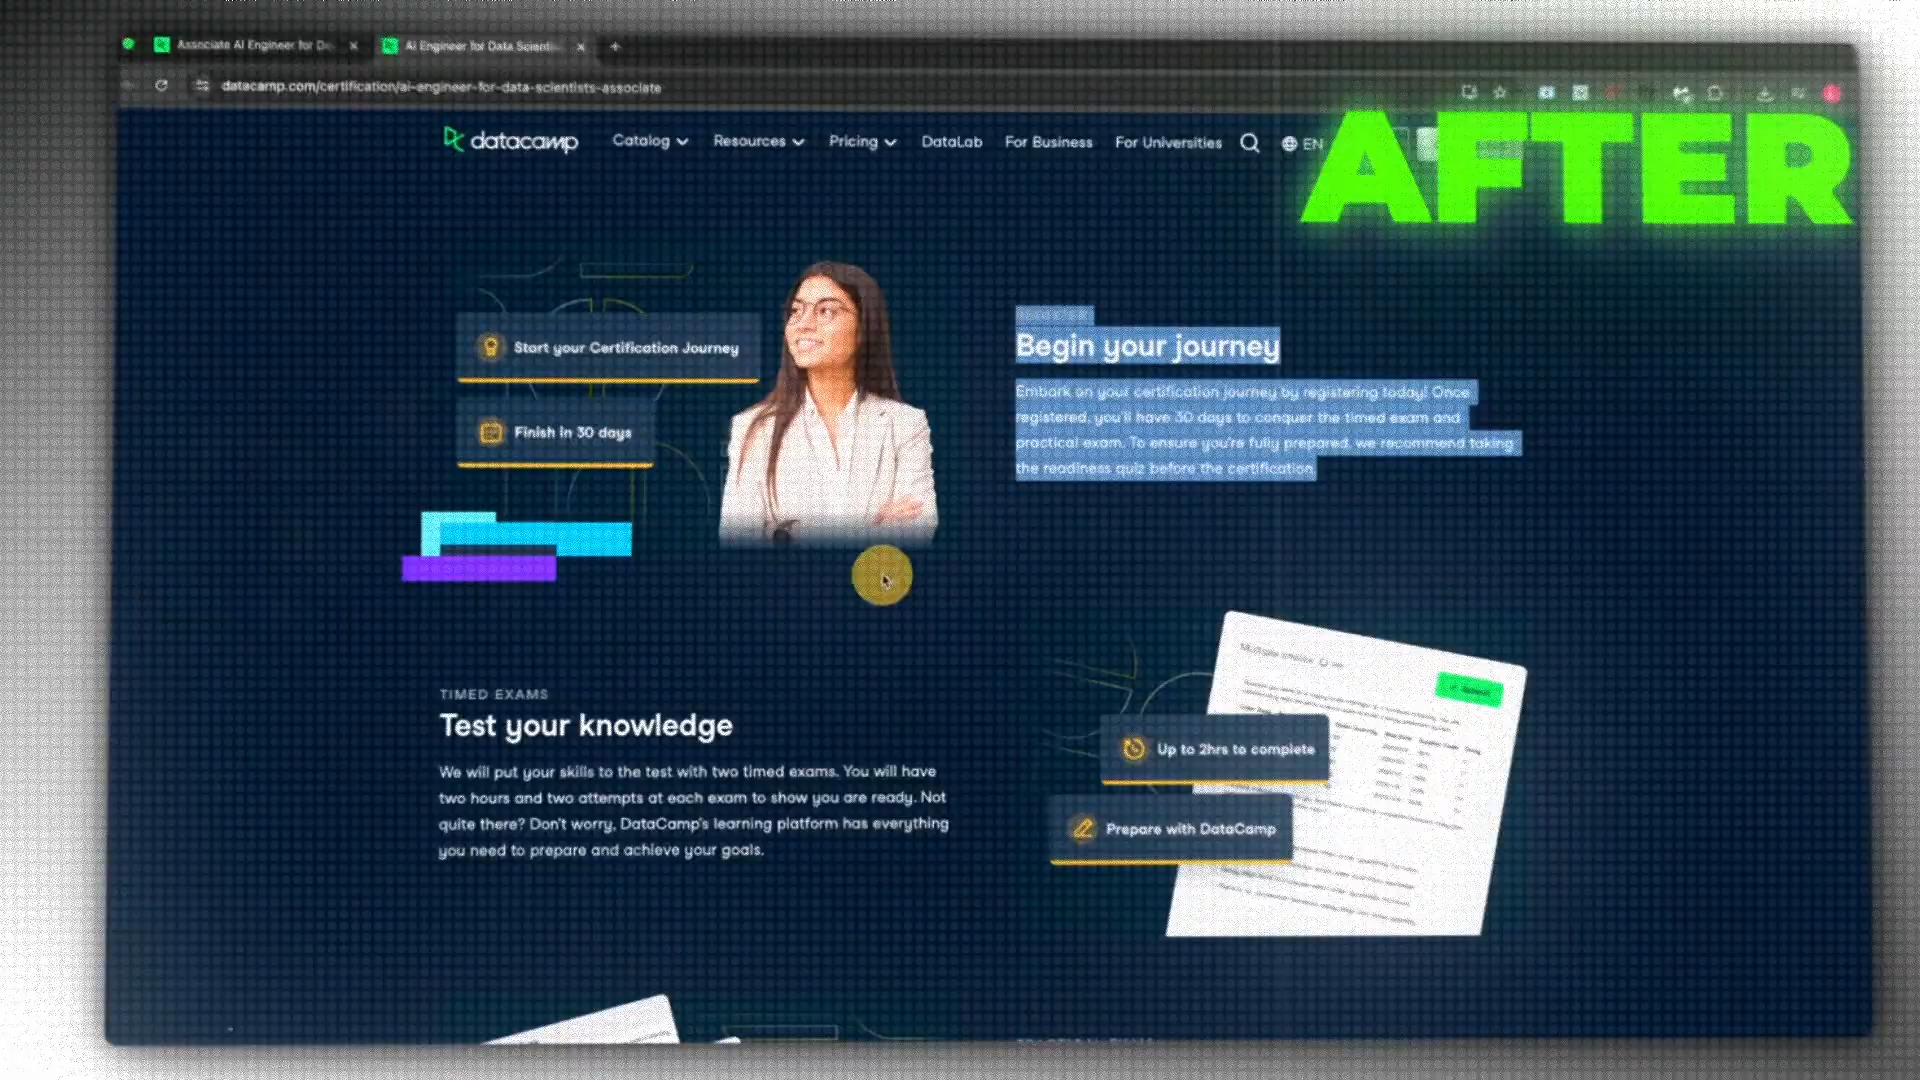 Associate AI Engineer for De
AI Engineer for Data Scienti
datacamp.com/certification/ai-engineer-for-data-scientists-associate
datacamp
Catalog
Resources
Pricing
DataLab
For Business
For Universities
EN
AFTER
Start your Certification Journey
Finish in 30 days
Begin your journey
Embark on your certification journey by registering today! Once
registered, you'll have 30 days to conquer the timed exam and
practical exam. To ensure you're fully prepared, we recommend taking
the readiness quiz before the certification.
TIMED EXAMS
Test your knowledge
We will put your skills to the test with two timed exams. You will have
two hours and two attempts at each exam to show you are ready. Not
quite there? Don't worry, DataCamp's learning platform has everything
you need to prepare and achieve your goals.
Multiple choice
Submit
Up to 2hrs to complete
Prepare with DataCamp